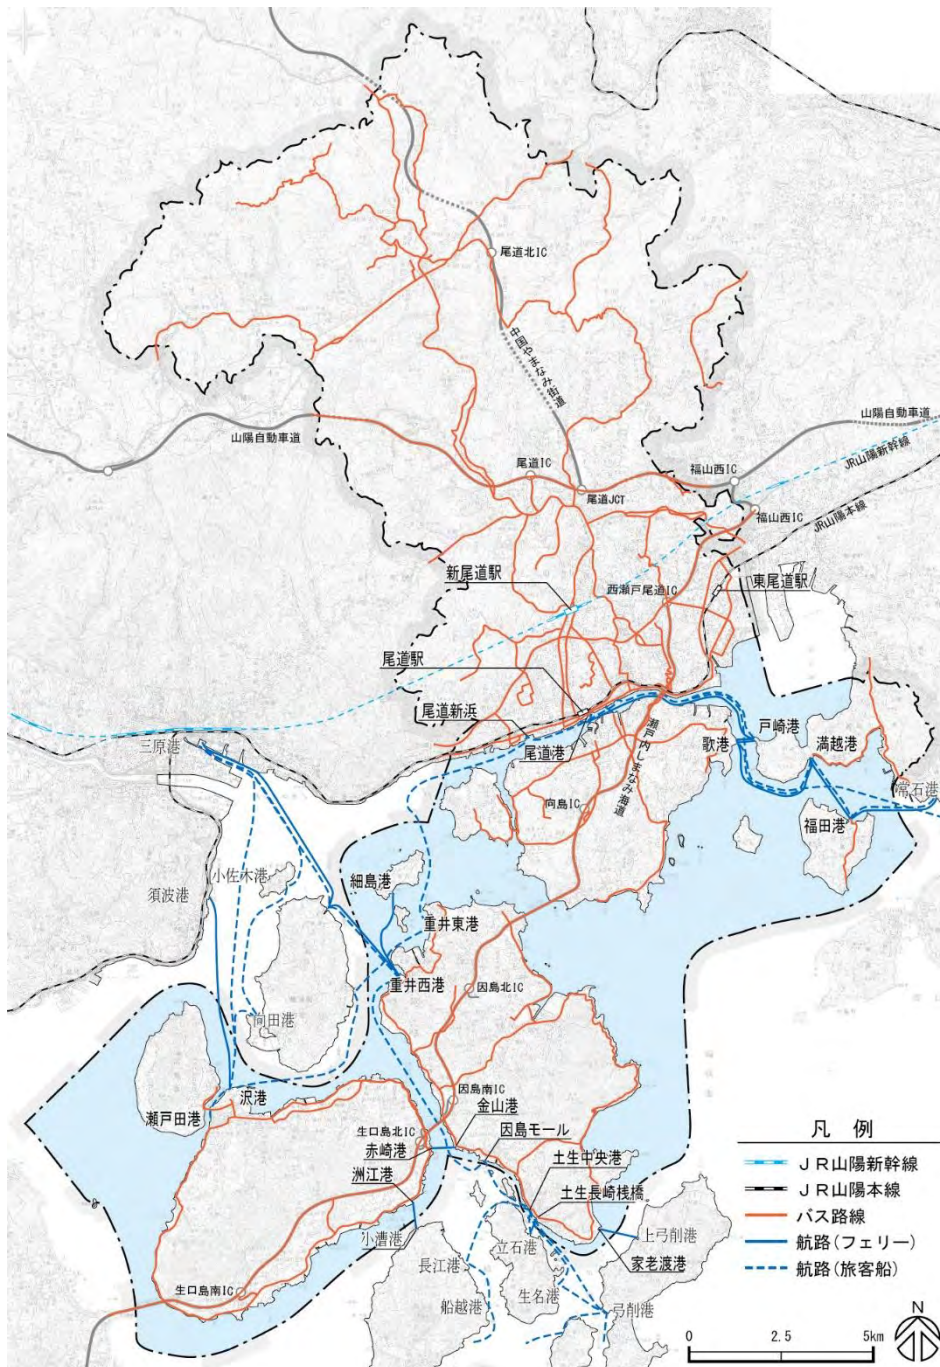 尾道北IC
中国やまなみ街道
山陽自動車道
山陽自動車道
JR山陽新幹線
福山西IC
尾道IC
尾道JCT
福山西IC
JR山陽本線
新尾道駅
西瀬戸尾道IC
東尾道駅
尾道駅
尾道新浜
尾道港
瀬戸内しまなみ海道
歌港
戸崎港
満越港
三原港
常石港
向島IC
福田港
小佐木港
細島港
須波港
重井東港
重井西港
因島北IC
向田港
沢港
瀬戸田港
因島南IC
金山港
生口島北IC
赤崎港
因島モール
洲江港
土生中央港
土生長崎桟橋
小漕港
立石港
上弓削港
長江港
家老渡港
生口島南IC
船越港
生名港
弓削港
凡 例
JR山陽新幹線
JR山陽本線
バス路線
航路(フェリー)
航路(旅客船)
N
0 2.5 5km